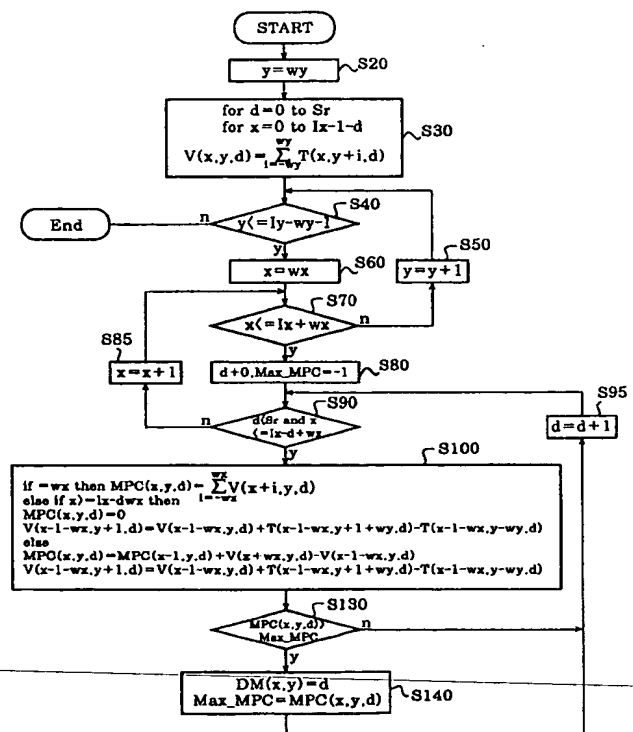 START
y=wy
S20
for d=0 to Sr
for x=0 to Ix-1-d
V(x,y,d)=∑T(x,y+i,d)
wy
i=-wy
S30
S40
End
n
y<=Iy-wy-1
y
S50
y=y+1
S60
x=wx
S70
x<=Ix+wx
n
y
S85
x=x+1
S80
d+0,Max_MPC=-1
S90
n
d<Sr and x
<=Ix-d+wx
y
S95
d=d+1
S100
if =wx then MPC(x,y,d)=∑V(x+i,y,d)
wx
i=-wx
else if x>=Ix-dwx then
MPC(x,y,d)=0
V(x-1-wx,y+1,d)=V(x-1-wx,y,d)+T(x-1-wx,y+1+wy,d)-T(x-1-wx,y-wy,d)
else
MPC(x,y,d)=MPC(x-1,y,d)+V(x+wx,y,d)-V(x-1-wx,y,d)
V(x-1-wx,y+1,d)=V(x-1-wx,y,d)+T(x-1-wx,y+1+wy,d)-T(x-1-wx,y-wy,d)
S130
MPC(x,y,d)>
Max_MPC
n
y
DM(x,y)=d
Max_MPC=MPC(x,y,d)
S140